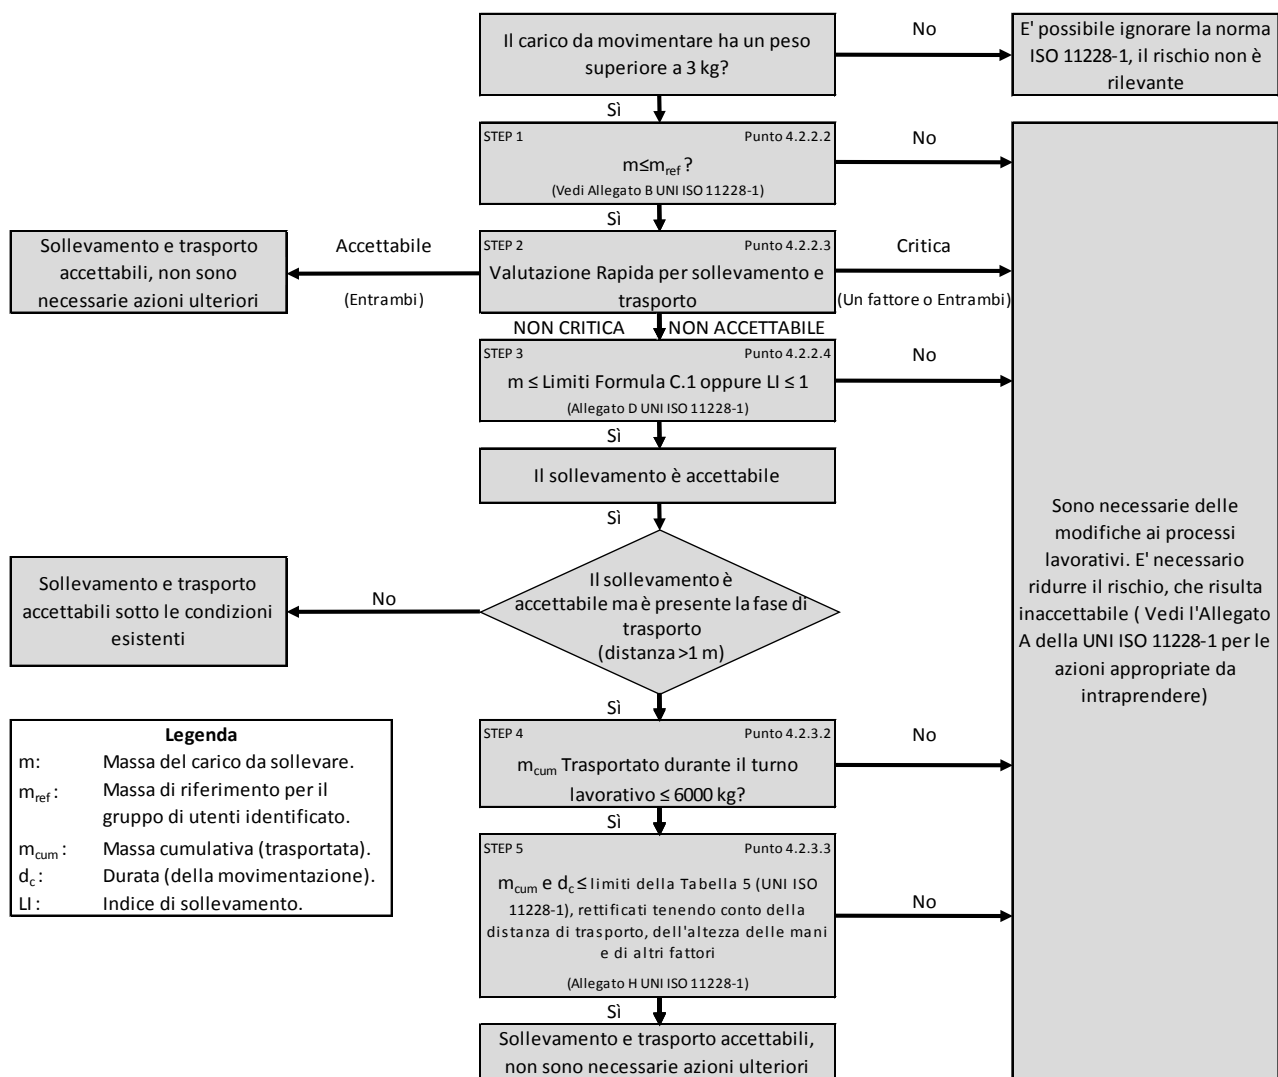 Il carico da movimentare ha un peso
superiore a 3 kg?
No
E' possibile ignorare la norma
ISO 11228-1, il rischio non è
rilevante
Sì
STEP 1
Punto 4.2.2.2
m≤mref ?
(Vedi Allegato B UNI ISO 11228-1)
No
Sì
Sollevamento e trasporto
accettabili, non sono
necessarie azioni ulteriori
Accettabile
(Entrambi)
STEP 2
Punto 4.2.2.3
Valutazione Rapida per sollevamento e
trasporto
Critica
(Un fattore o Entrambi)
NON CRITICA
NON ACCETTABILE
STEP 3
Punto 4.2.2.4
m ≤ Limiti Formula C.1 oppure LI ≤ 1
(Allegato D UNI ISO 11228-1)
No
Sì
Il sollevamento è accettabile
Sì
Il sollevamento è
accettabile ma è presente la fase di
trasporto
(distanza >1 m)
No
Sollevamento e trasporto
accettabili sotto le condizioni
esistenti
Sono necessarie delle
modifiche ai processi
lavorativi. E' necessario
ridurre il rischio, che risulta
inaccettabile ( Vedi l'Allegato
A della UNI ISO 11228-1 per le
azioni appropriate da
intraprendere)
Sì
STEP 4
Punto 4.2.3.2
mcum Trasportato durante il turno
lavorativo ≤ 6000 kg?
No
Sì
STEP 5
Punto 4.2.3.3
mcum e dc ≤ limiti della Tabella 5 (UNI ISO
11228-1), rettificati tenendo conto della
distanza di trasporto, dell'altezza delle mani
e di altri fattori
(Allegato H UNI ISO 11228-1)
No
Sì
Sollevamento e trasporto accettabili,
non sono necessarie azioni ulteriori
Legenda
m: Massa del carico da sollevare.
mref : Massa di riferimento per il
gruppo di utenti identificato.
mcum : Massa cumulativa (trasportata).
dc : Durata (della movimentazione).
LI : Indice di sollevamento.